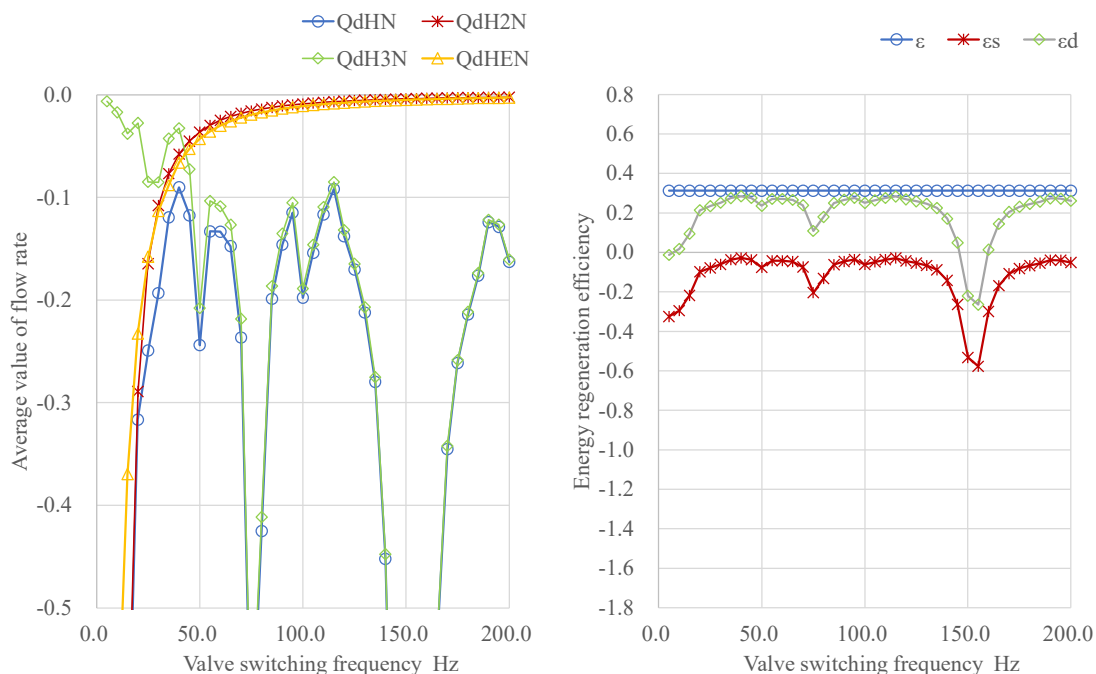 QdHN QdH2N
QdH3N QdHEN
0.0
-0.1
-0.2
-0.3
-0.4
-0.5
0.0 50.0 100.0 150.0 200.0
Average value of flow rate
Valve switching frequency Hz
ε εs εd
0.8
0.6
0.4
0.2
0.0
-0.2
-0.4
-0.6
-0.8
-1.0
-1.2
-1.4
-1.6
-1.8
0.0 50.0 100.0 150.0 200.0
Energy regeneration efficiency
Valve switching frequency Hz